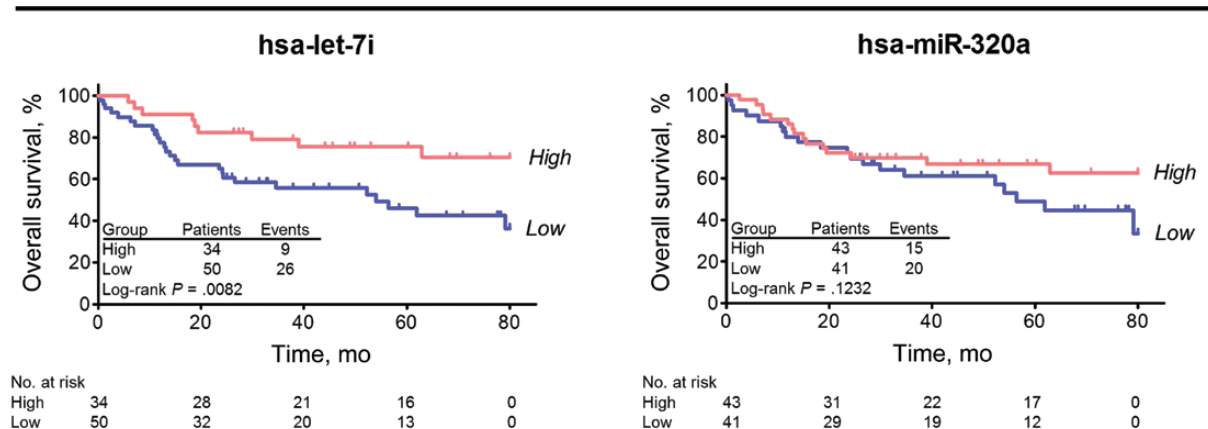 hsa-let-7i
Overall survival, %
100
80
60
40
20
0
High
Low
Group Patients Events
High 34 9
Low 50 26
Log-rank P = .0082
0 20 40 60 80
Time, mo
No. at risk
High 34 28 21 16 0
Low 50 32 20 13 0
hsa-miR-320a
Overall survival, %
100
80
60
40
20
0
High
Low
Group Patients Events
High 43 15
Low 41 20
Log-rank P = .1232
0 20 40 60 80
Time, mo
No. at risk
High 43 31 22 17 0
Low 41 29 19 12 0